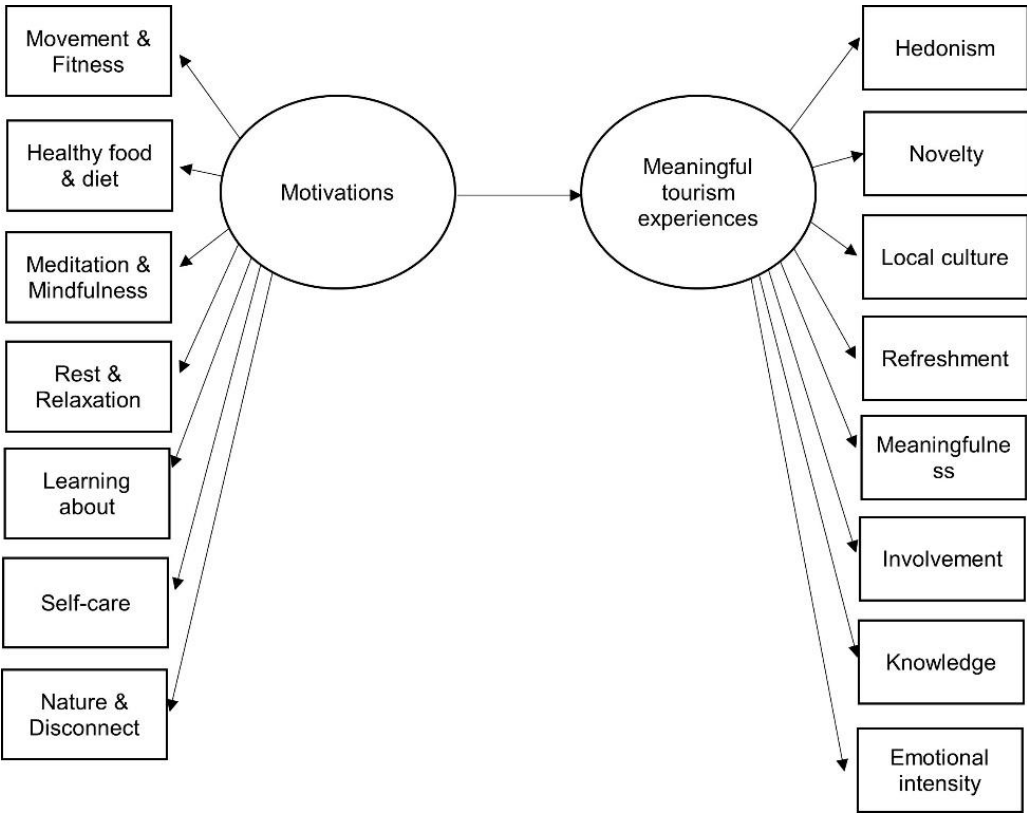 Movement &
Fitness
Healthy food
& diet
Meditation &
Mindfulness
Rest &
Relaxation
Learning
about
Self-care
Nature &
Disconnect
Motivations
Meaningful
tourism
experiences
Hedonism
Novelty
Local culture
Refreshment
Meaningfulne
ss
Involvement
Knowledge
Emotional
intensity